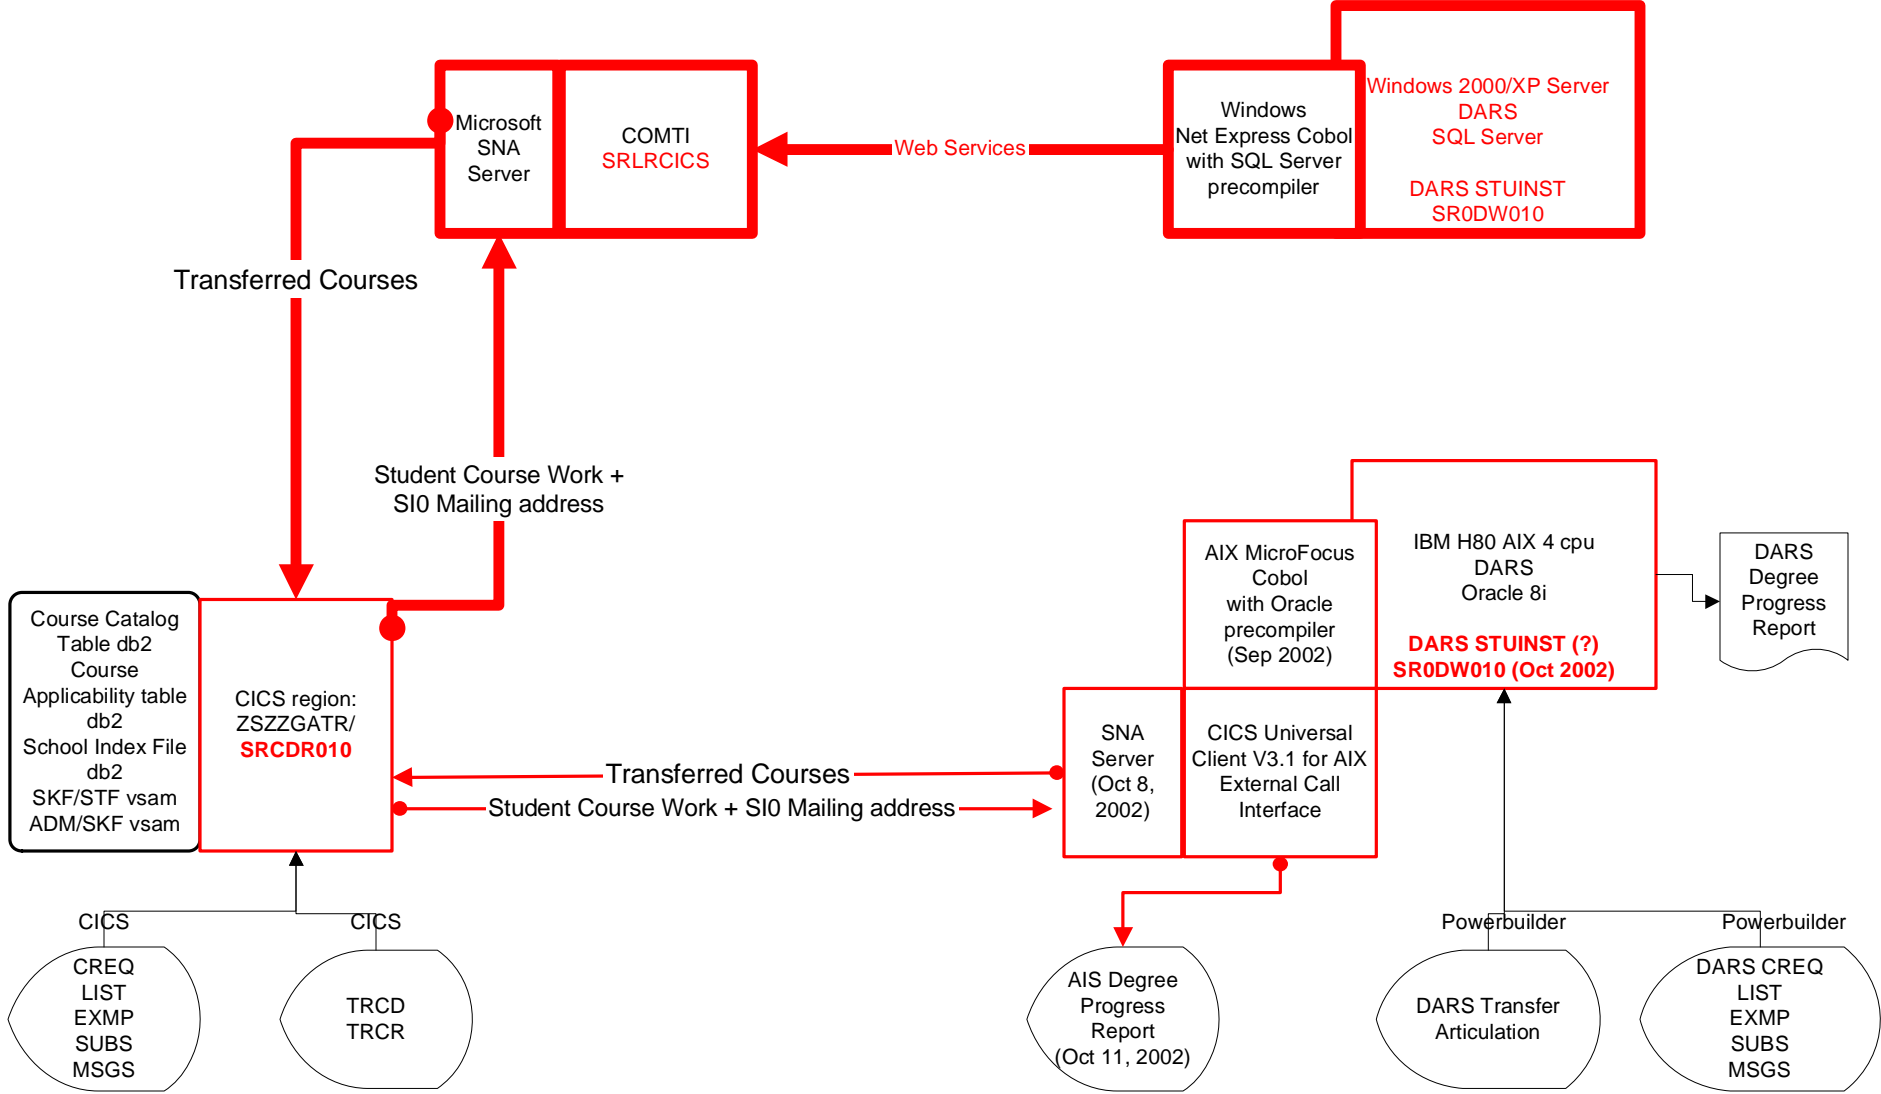 Microsoft
SNA
Server
COMTI
SRLRCICS
Web Services
Windows
Net Express Cobol
with SQL Server
precompiler
Windows 2000/XP Server
DARS
SQL Server
DARS STUINST
SR0DW010
Transferred Courses
Student Course Work +
SI0 Mailing address
Course Catalog
Table db2
Course
Applicability table
db2
School Index File
db2
SKF/STF vsam
ADM/SKF vsam
CICS region:
ZSZZGATR/
SRCDR010
Transferred Courses
Student Course Work + SI0 Mailing address
SNA
Server
(Oct 8,
2002)
AIX MicroFocus
Cobol
with Oracle
precompiler
(Sep 2002)
CICS Universal
Client V3.1 for AIX
External Call
Interface
IBM H80 AIX 4 cpu
DARS
Oracle 8i
DARS STUINST (?)
SR0DW010 (Oct 2002)
DARS
Degree
Progress
Report
CICS
CICS
Powerbuilder
Powerbuilder
CREQ
LIST
EXMP
SUBS
MSGS
TRCD
TRCR
AIS Degree
Progress
Report
(Oct 11, 2002)
DARS Transfer
Articulation
DARS CREQ
LIST
EXMP
SUBS
MSGS